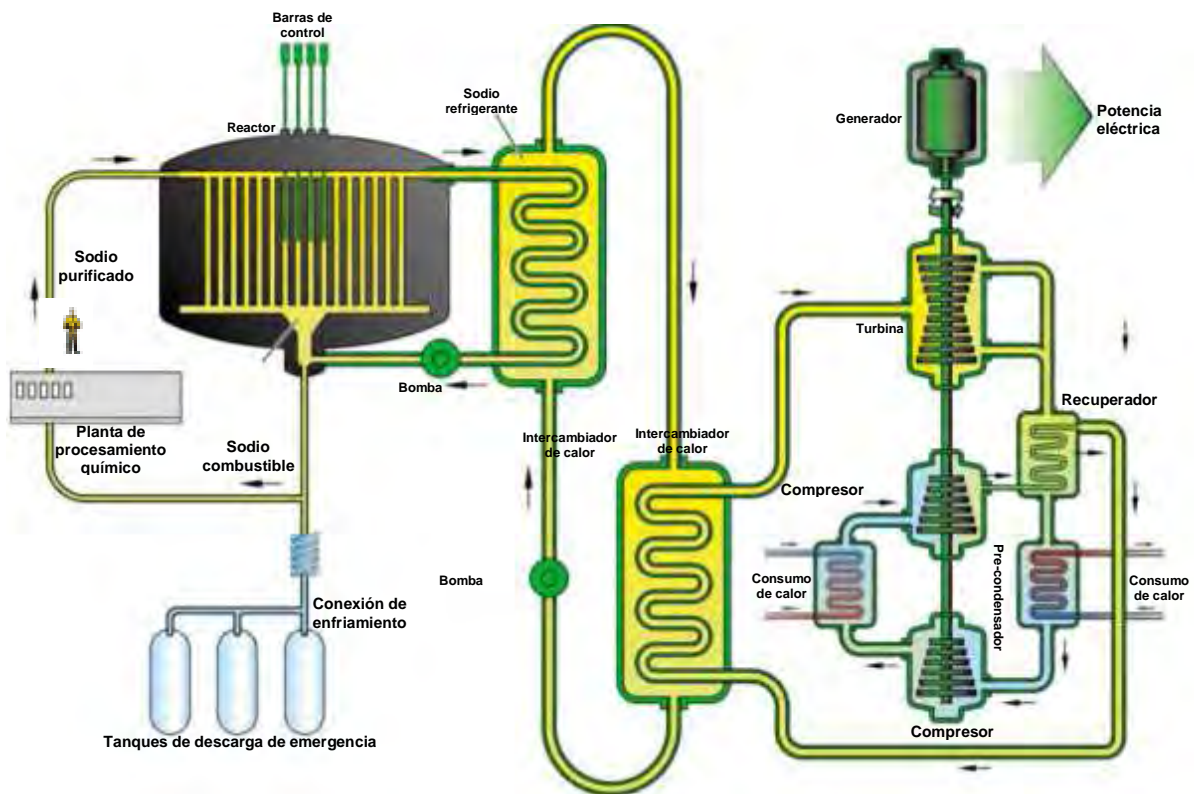 Barras de
control
Sodio
refrigerante
Reactor
Generador
Potencia
eléctrica
Sodio
purificado
Turbina
Bomba
Recuperador
Planta de
procesamiento
químico
Sodio
combustible
Intercambiador
de calor
Intercambiador
de calor
Compresor
Bomba
Consumo
de calor
Pre-condensador
Consumo
de calor
Conexión de
enfriamiento
Compresor
Tanques de descarga de emergencia